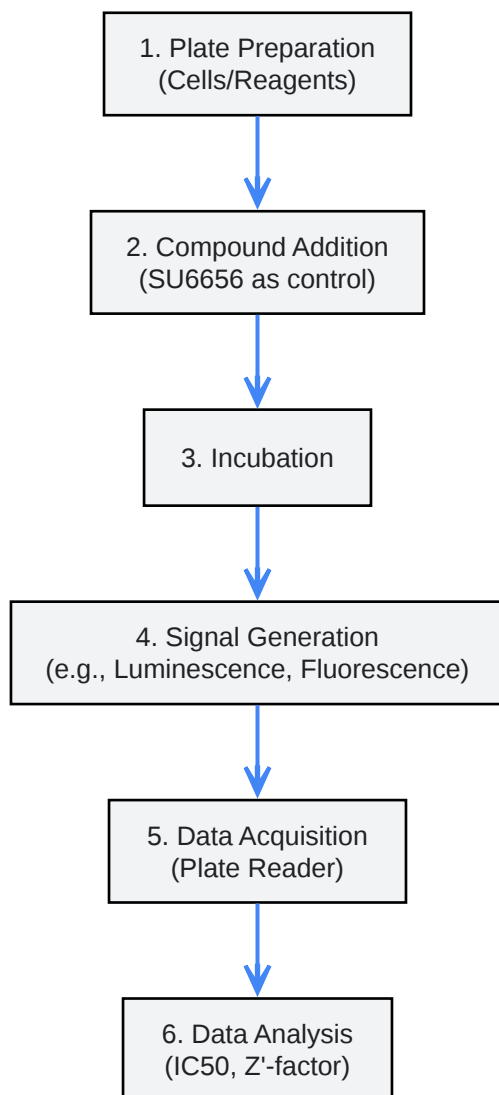 1. Plate Preparation
(Cells/Reagents)
2. Compound Addition
(SU6656 as control)
3. Incubation
4. Signal Generation
(e.g., Luminescence, Fluorescence)
5. Data Acquisition
(Plate Reader)
6. Data Analysis
(IC50, Z'-factor)